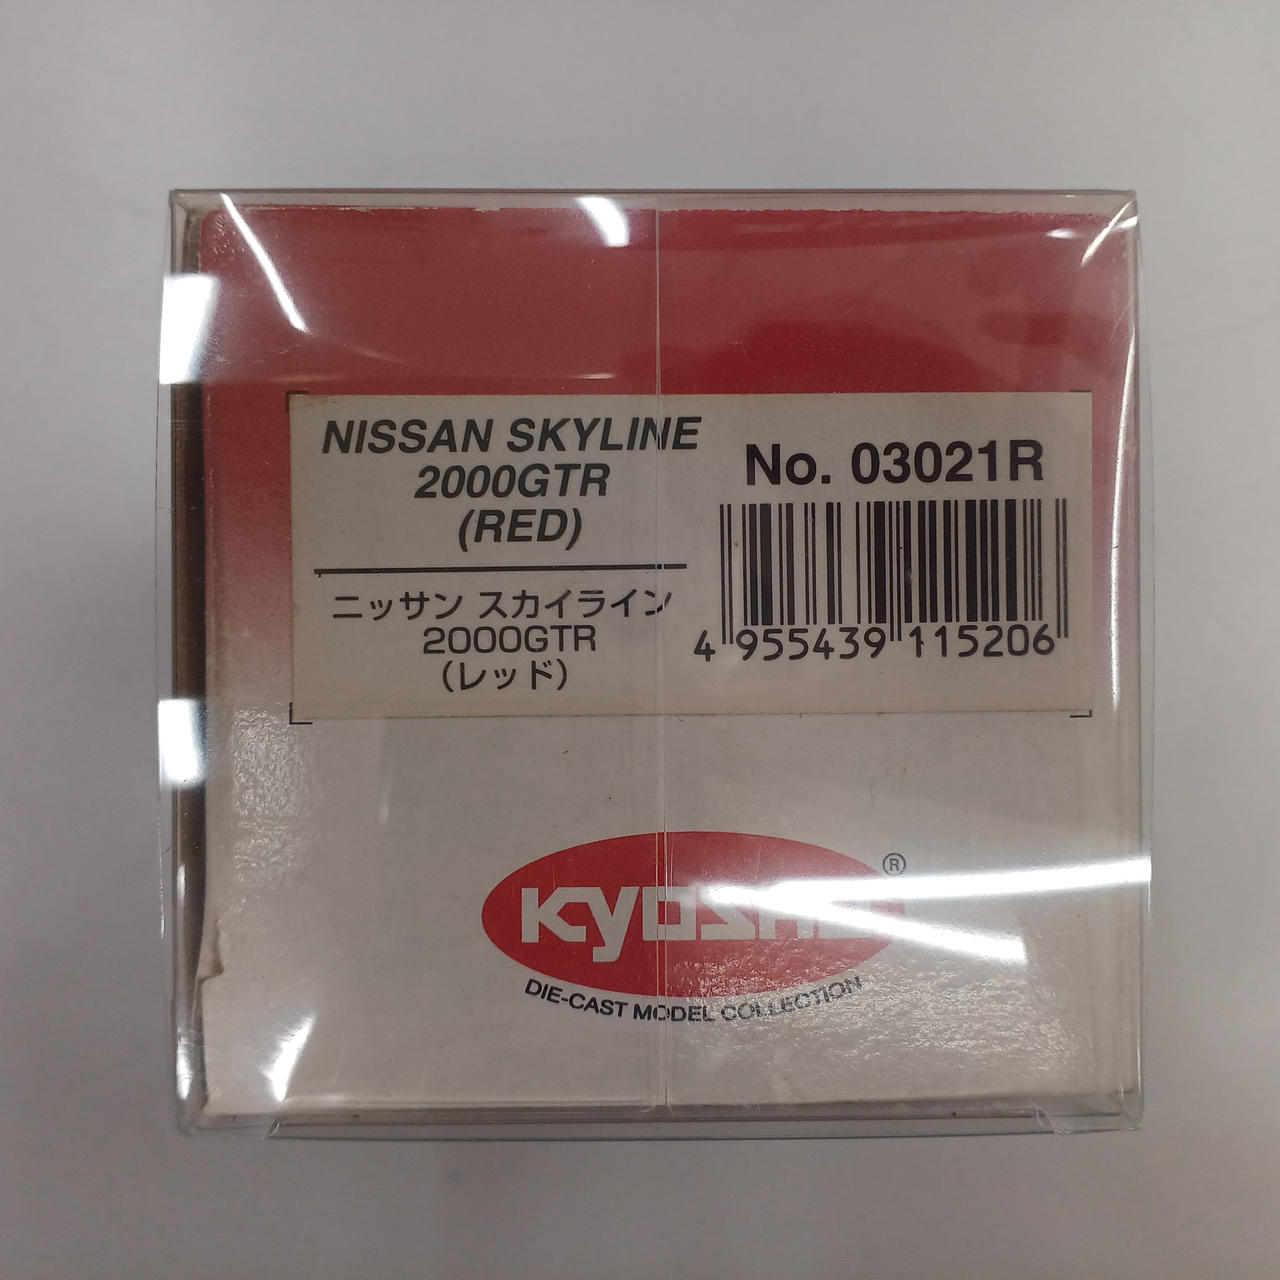 NISSAN SKYLINE
2000GTR
(RED)
ニッサン スカイライン
2000GTR
(レッド)
No. 03021R
4 955439 115206
KYOSHO
®
DIE-CAST MODEL COLLECTION